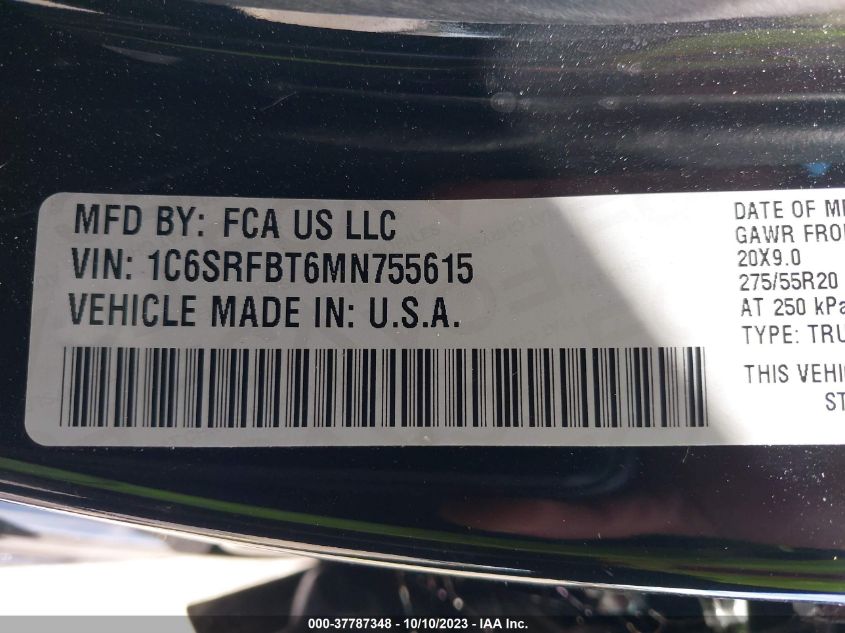 MFD BY: FCA US LLC
VIN: 1C6SRFBT6MN755615
VEHICLE MADE IN: U.S.A.
DATE OF M
GAWR FRO
20X9.0
275/55R20
AT 250 kPa
TYPE: TRU
THIS VEHI
ST
000-37787348 - 10/10/2023 - IAA Inc.